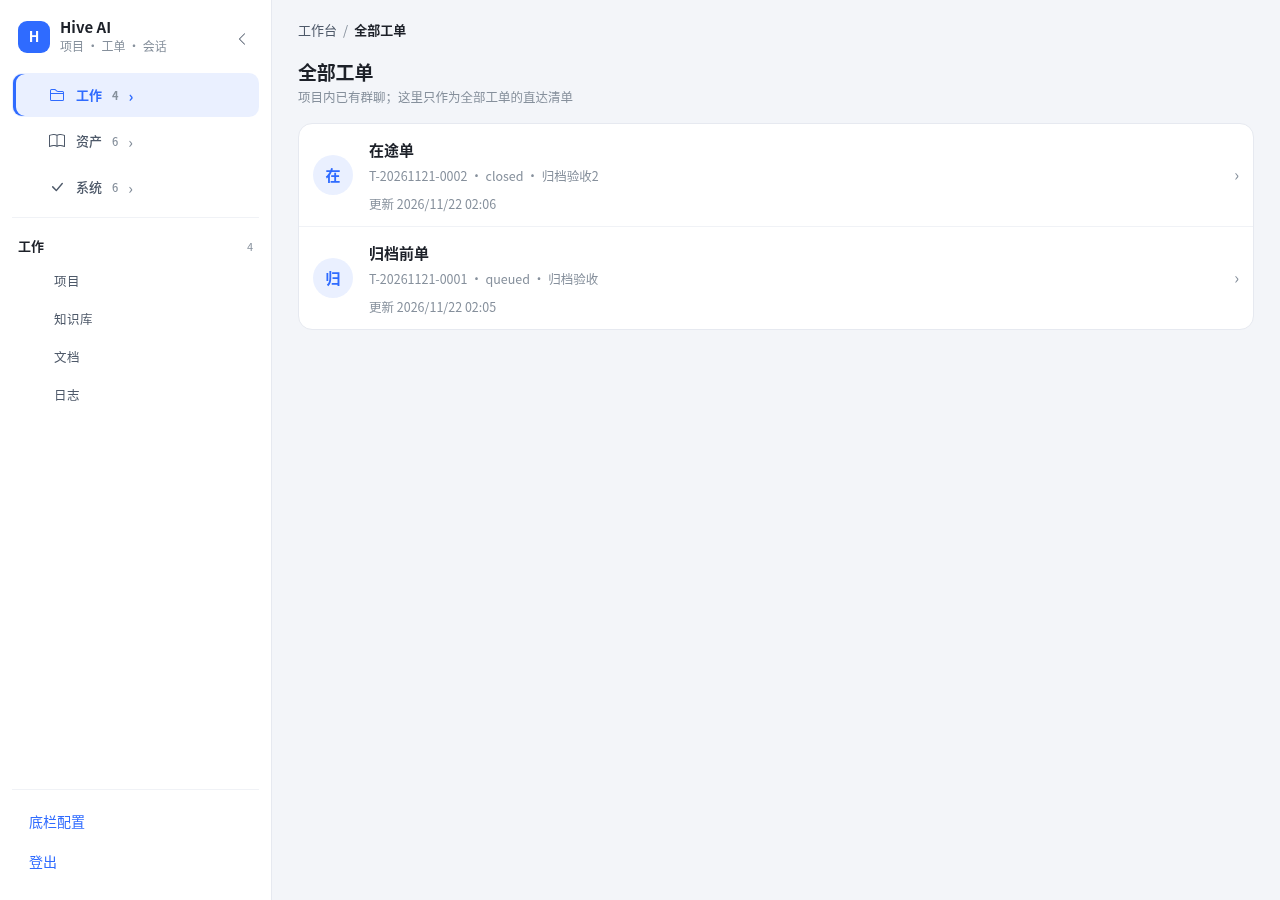 H
Hive AI
项目 · 工单 · 会话
工作 4 ›
资产 6 ›
系统 6 ›
工作 4
项目
知识库
文档
日志
底栏配置
登出
工作台 / 全部工单
全部工单
项目内已有群聊；这里只作为全部工单的直达清单
在
在途单
T-20261121-0002 · closed · 归档验收2
更新 2026/11/22 02:06
›
归
归档前单
T-20261121-0001 · queued · 归档验收
更新 2026/11/22 02:05
›